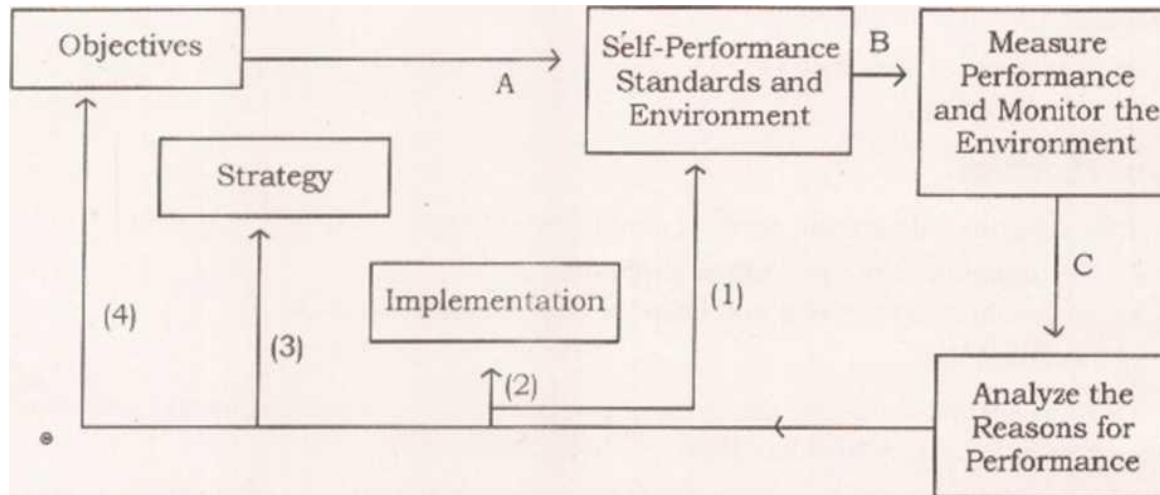 Objectives
A
Self-Performance
Standards and
Environment
B
Measure
Performance
and Monitor the
Environment
Strategy
C
Implementation
(1)
(4)
(3)
(2)
Analyze the
Reasons for
Performance